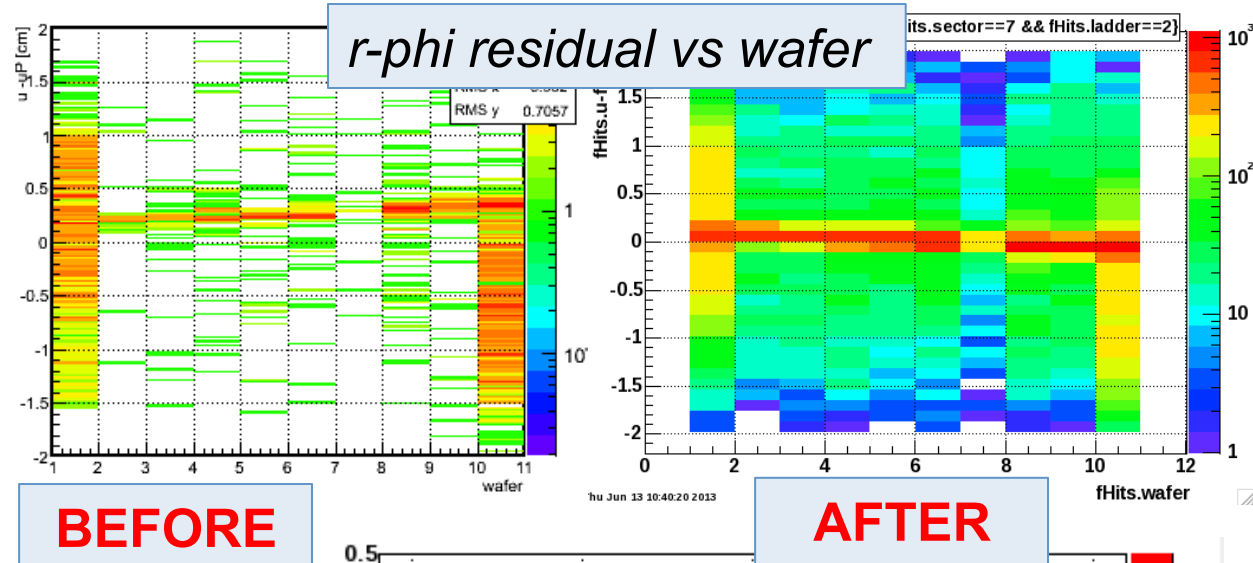 r-phi residual vs wafer
its.sector==7 && fHits.ladder==2}
u -uP [cm]
2
1.5
1
0.5
0
-0.5
-1
-1.5
-2
1 2 3 4 5 6 7 8 9 10 11
wafer
RMS y 0.7057
1
fHits.u-f
1.5
1
0.5
0
-0.5
-1
-1.5
-2
0 2 4 6 8 10 12
fHits.wafer
10³
10²
10
1
hu Jun 13 10:40:20 2013
BEFORE
AFTER
0.5